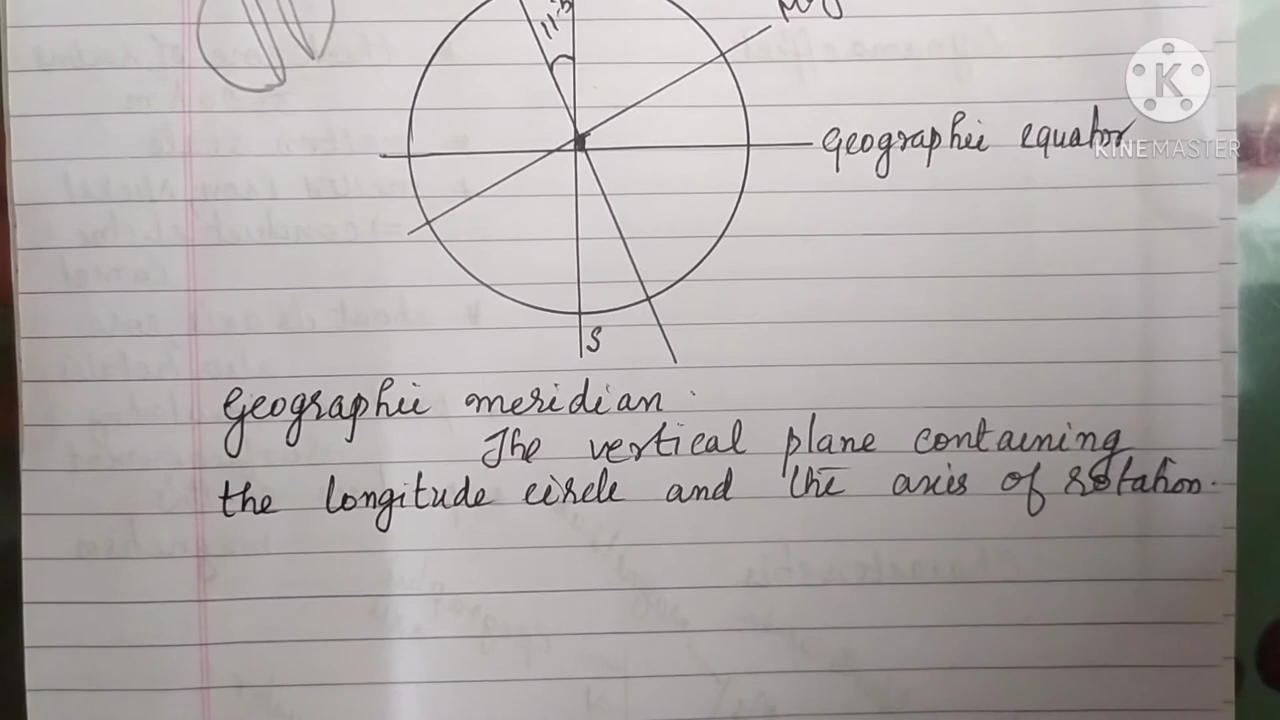 11.5
K
Geographic equator
KINEMASTER
S
Geographic meridian.
The vertical plane containing
the longitude circle and the axis of rotation.